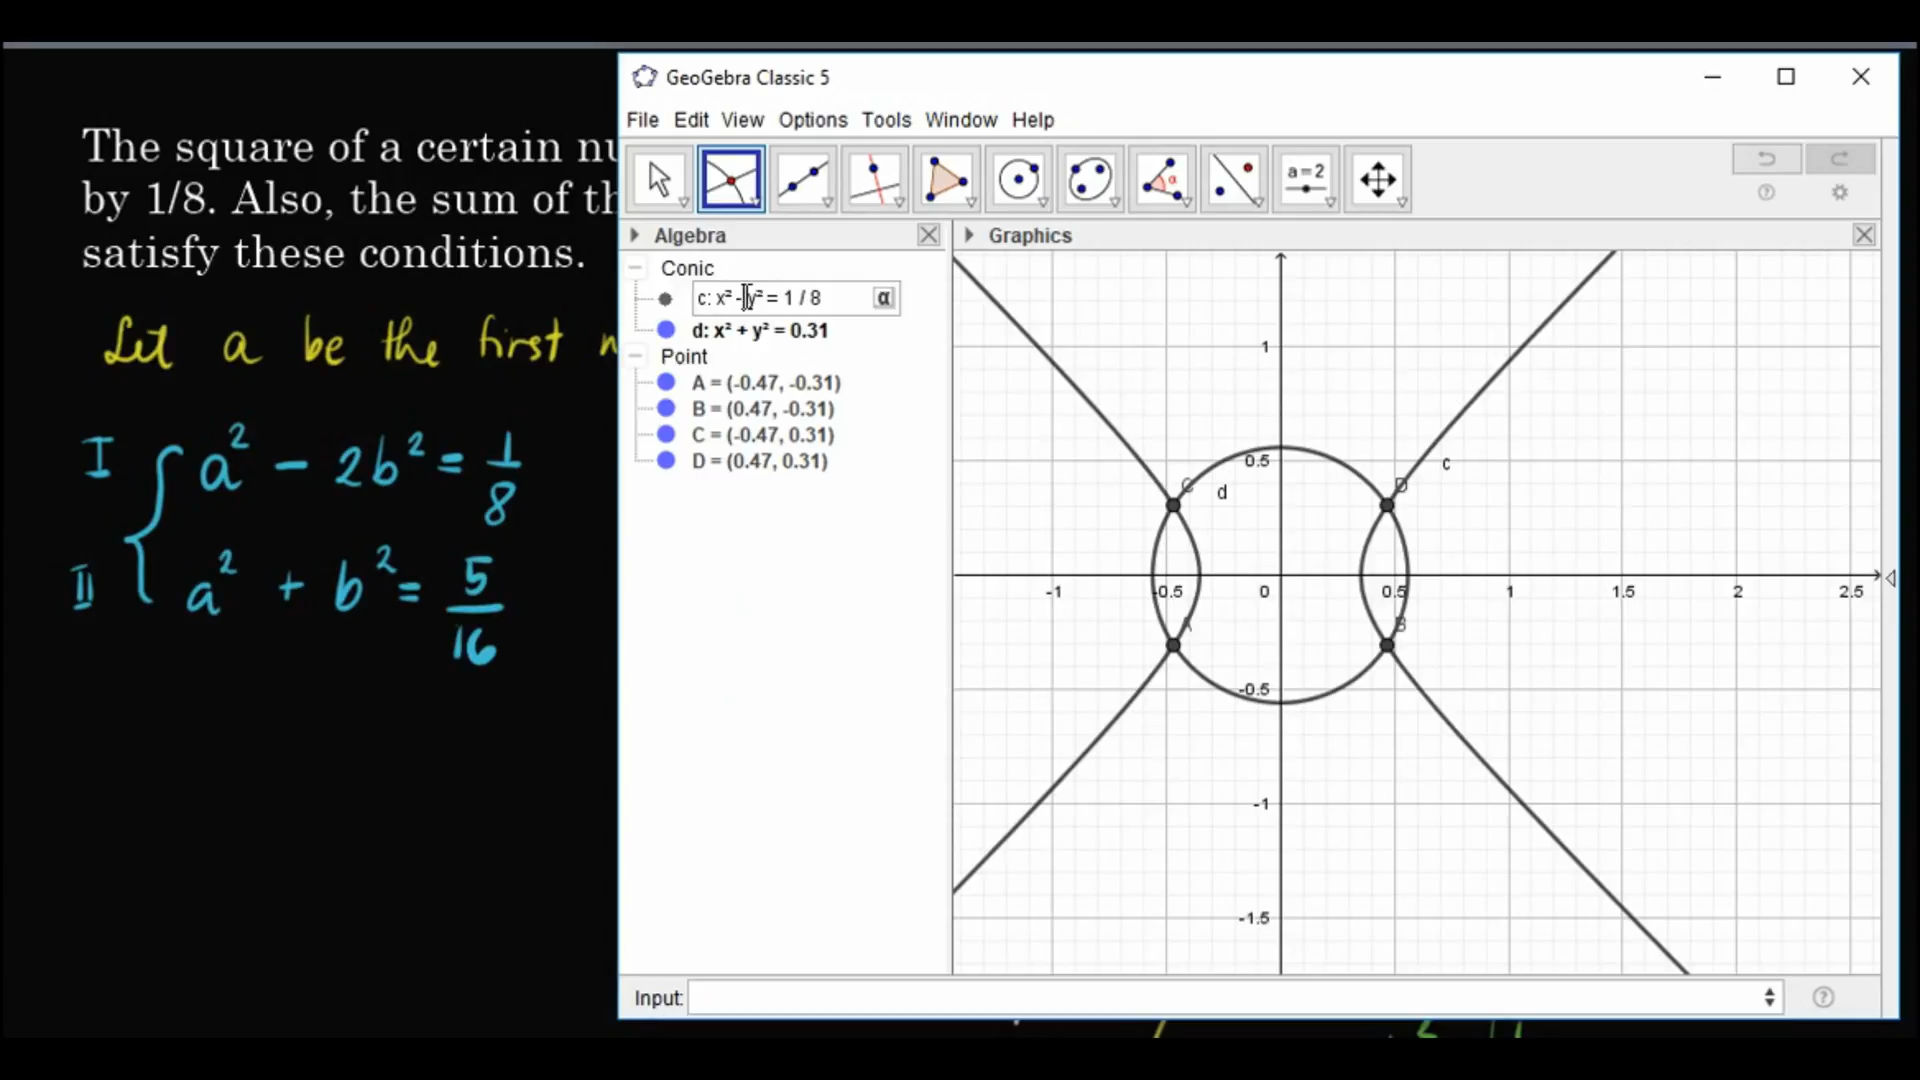 The square of a certain
by 1/8. Also, the sum of
satisfy these conditions.
Let a be the first
I a² - 2b² = 1/8
II a² + b² = 5/16
GeoGebra Classic 5
File Edit View Options Tools Window Help
α
a=2
Algebra
Graphics
Conic
c: x² - y² = 1 / 8 α
d: x² + y² = 0.31
Point
A = (-0.47, -0.31)
B = (0.47, -0.31)
C = (-0.47, 0.31)
D = (0.47, 0.31)
1
c
0.5
C d D
-1 -0.5 0 0.5 1 1.5 2 2.5
A B
-0.5
-1
-1.5
Input: